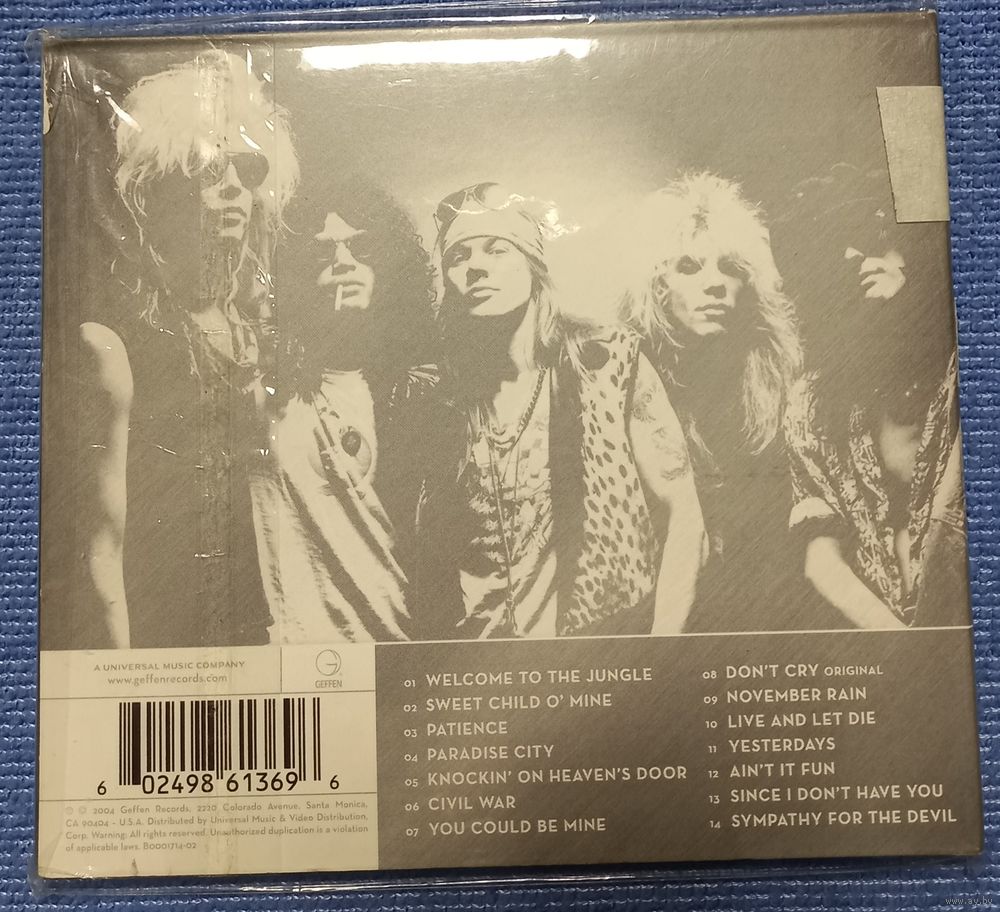 A UNIVERSAL MUSIC COMPANY
www.geffenrecords.com
GEFFEN
6 02498 61369 6
℗ © 2004 Geffen Records, 2220 Colorado Avenue, Santa Monica,
CA 90404 - U.S.A. Distributed by Universal Music & Video Distribution,
Corp. Warning: All rights reserved. Unauthorized duplication is a violation
of applicable laws. B0001714-02
01 WELCOME TO THE JUNGLE
02 SWEET CHILD O' MINE
03 PATIENCE
04 PARADISE CITY
05 KNOCKIN' ON HEAVEN'S DOOR
06 CIVIL WAR
07 YOU COULD BE MINE
08 DON'T CRY ORIGINAL
09 NOVEMBER RAIN
10 LIVE AND LET DIE
11 YESTERDAYS
12 AIN'T IT FUN
13 SINCE I DON'T HAVE YOU
14 SYMPATHY FOR THE DEVIL
www.ay.by